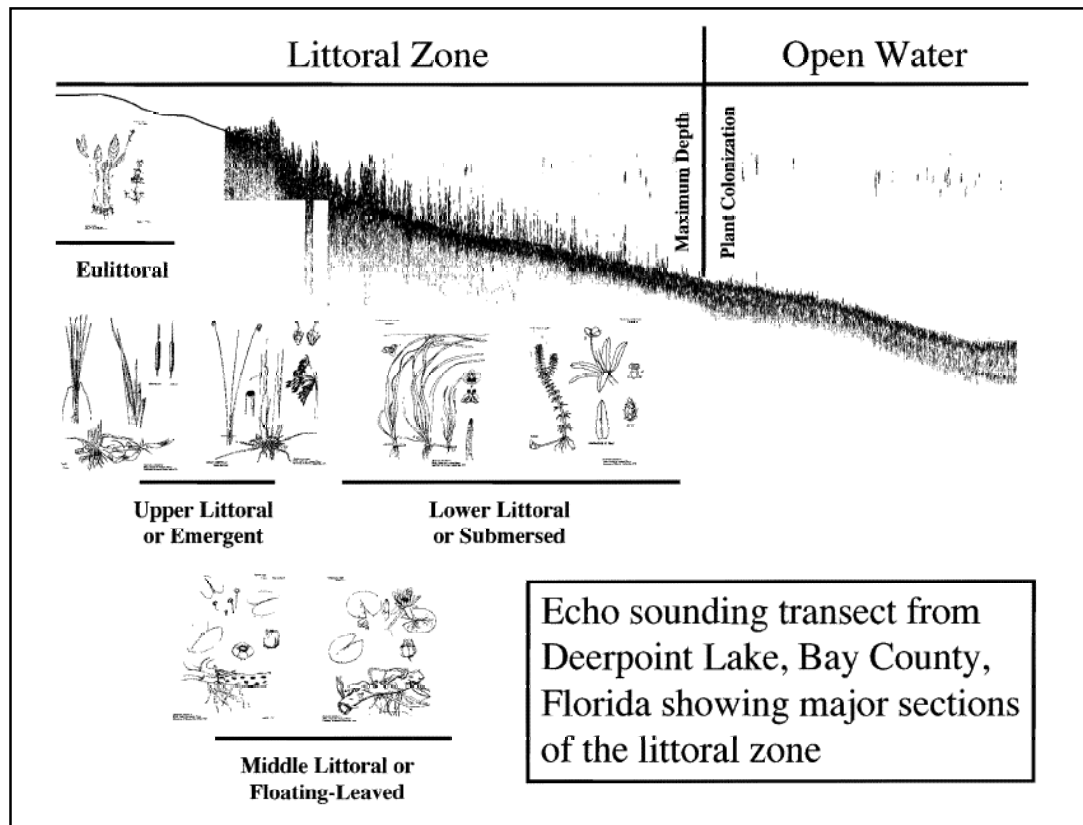 Littoral Zone
Open Water
Maximum Depth
Plant Colonization
Eulittoral
Upper Littoral
or Emergent
Lower Littoral
or Submersed
Middle Littoral or
Floating-Leaved
Echo sounding transect from
Deerpoint Lake, Bay County,
Florida showing major sections
of the littoral zone